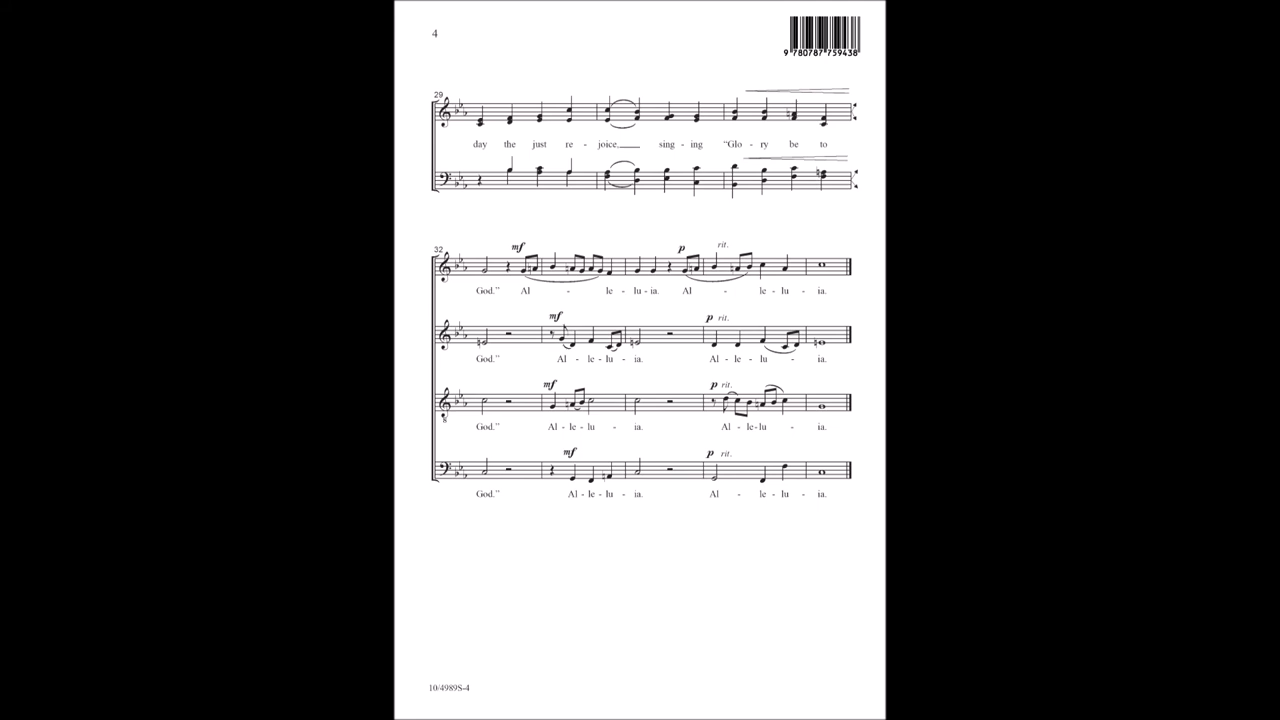 4
9 780787 759438
29
day the just re - joice, singing “Glo - ry be to
32
mf p rit.
God.” Al - le - lu - ia. Al - le - lu - ia.
mf p rit.
God.” Al - le - lu - ia. Al - le - lu - ia.
mf p rit.
8
God.” Al - le - lu - ia. Al - le - lu - ia.
mf p rit.
God.” Al - le - lu - ia. Al - le - lu - ia.
10/4989S-4